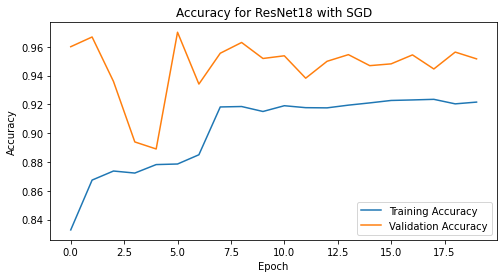 Accuracy for ResNet18 with SGD
Accuracy
0.96
0.94
0.92
0.90
0.88
0.86
0.84
Training Accuracy
Validation Accuracy
0.0 2.5 5.0 7.5 10.0 12.5 15.0 17.5
Epoch